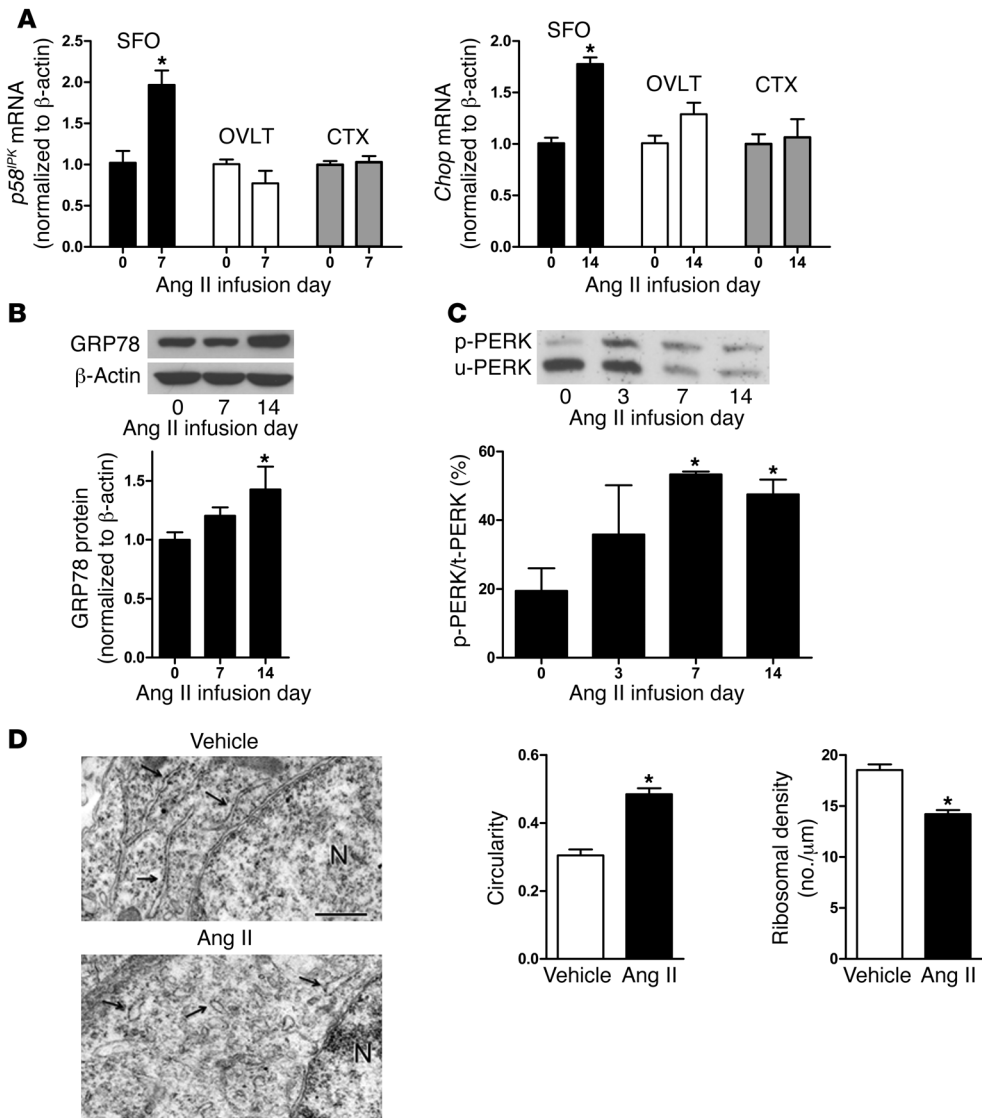 A
p58^IPK mRNA
(normalized to β-actin)
2.5
2.0
1.5
1.0
0.5
0.0
SFO
*
OVLT
CTX
0 7 0 7 0 7
Ang II infusion day
Chop mRNA
(normalized to β-actin)
2.0
1.5
1.0
0.5
0.0
SFO
*
OVLT
CTX
0 14 0 14 0 14
Ang II infusion day
B
GRP78
β-Actin
0 7 14
Ang II infusion day
GRP78 protein
(normalized to β-actin)
1.5
1.0
0.5
0.0
*
0 7 14
Ang II infusion day
C
p-PERK
u-PERK
0 3 7 14
Ang II infusion day
p-PERK/t-PERK (%)
60
40
20
0
* *
0 3 7 14
Ang II infusion day
D
Vehicle
N
Ang II
N
Circularity
0.6
0.4
0.2
0.0
*
Vehicle Ang II
Ribosomal density
(no./μm)
20
15
10
5
0
*
Vehicle Ang II